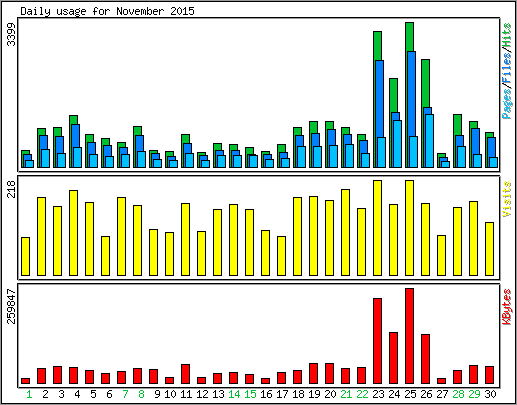 Daily usage for November 2015
3399
Pages/Files/Hits
218
Visits
259847
KBytes
1 2 3 4 5 6 7 8 9 10 11 12 13 14 15 16 17 18 19 20 21 22 23 24 25 26 27 28 29 30